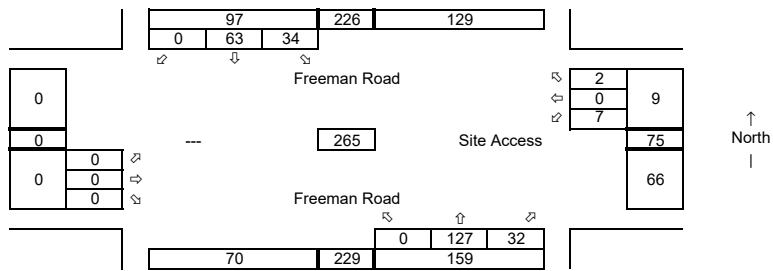 97 226 129
0 63 34
⬃ ⇩ ⬂
Freeman Road
0
⬁ 2
⇦ 0 9
⬃ 7
↑
North
|
0 --- 265 Site Access 75
0 ⬀
0 0 ⇨ 66
0 ⬂
Freeman Road
⬁ ⇧ ⬀
0 127 32
70 229 159